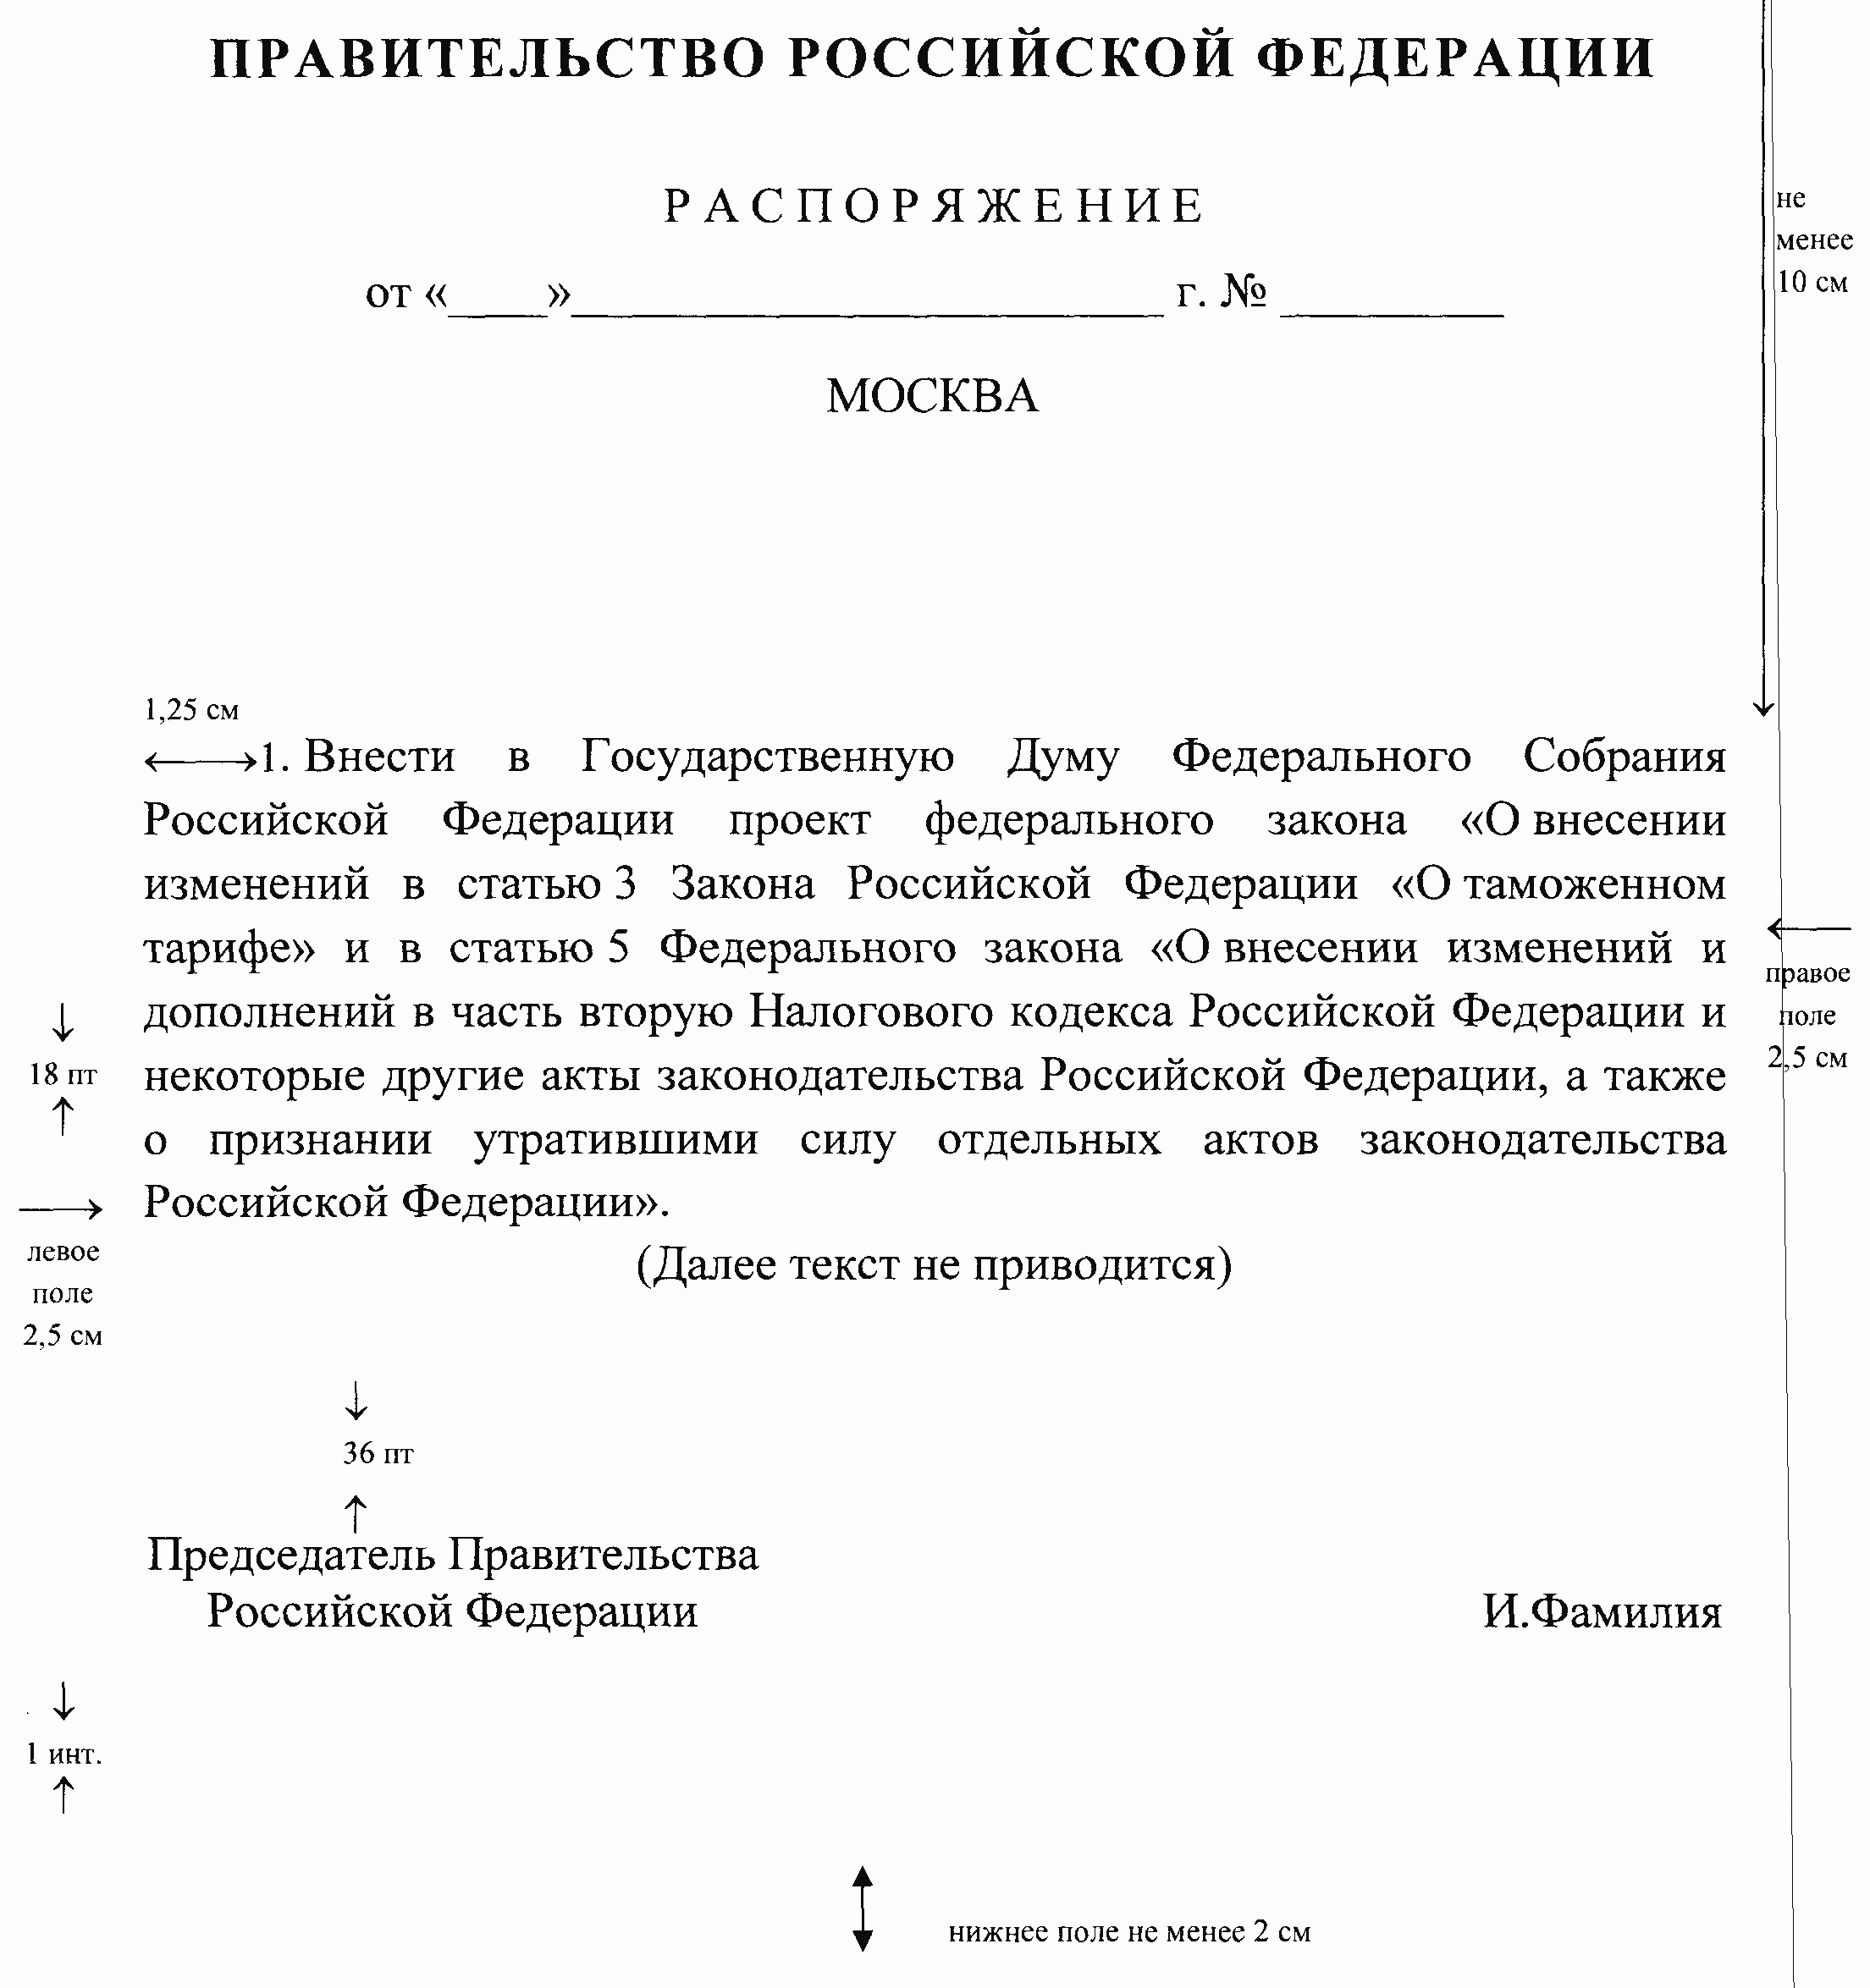 ПРАВИТЕЛЬСТВО РОССИЙСКОЙ ФЕДЕРАЦИИ
РАСПОРЯЖЕНИЕ
от «____»________________________ г. № _________
МОСКВА
не
менее
10 см
1,25 см
1. Внести в Государственную Думу Федерального Собрания
Российской Федерации проект федерального закона «О внесении
изменений в статью 3 Закона Российской Федерации «О таможенном
тарифе» и в статью 5 Федерального закона «О внесении изменений и
дополнений в часть вторую Налогового кодекса Российской Федерации и
некоторые другие акты законодательства Российской Федерации, а также
о признании утратившими силу отдельных актов законодательства
Российской Федерации».
(Далее текст не приводится)
правое
поле
2,5 см
18 пт
левое
поле
2,5 см
36 пт
Председатель Правительства
Российской Федерации И.Фамилия
1 инт.
нижнее поле не менее 2 см